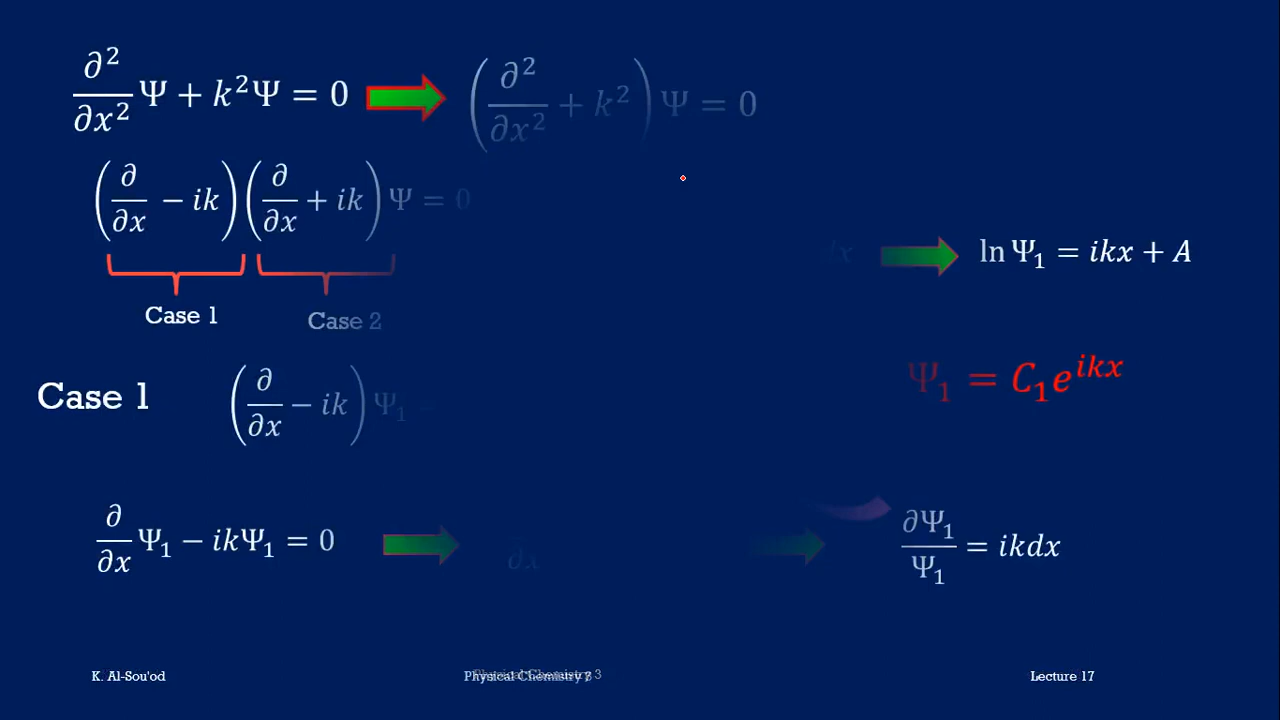 ∂²/∂x² Ψ + k²Ψ = 0 (∂²/∂x² + k²)Ψ = 0
(∂/∂x − ik)(∂/∂x + ik)Ψ = 0
dx ln Ψ₁ = ikx + A
Case 1 Case 2
Ψ₁ = C₁e^{ikx}
Case 1 (∂/∂x − ik)Ψ₁ =
∂/∂x Ψ₁ − ikΨ₁ = 0 ∂x ∂Ψ₁/Ψ₁ = ikdx
K. Al-Sou'od Physical Chemistry 3 Lecture 17